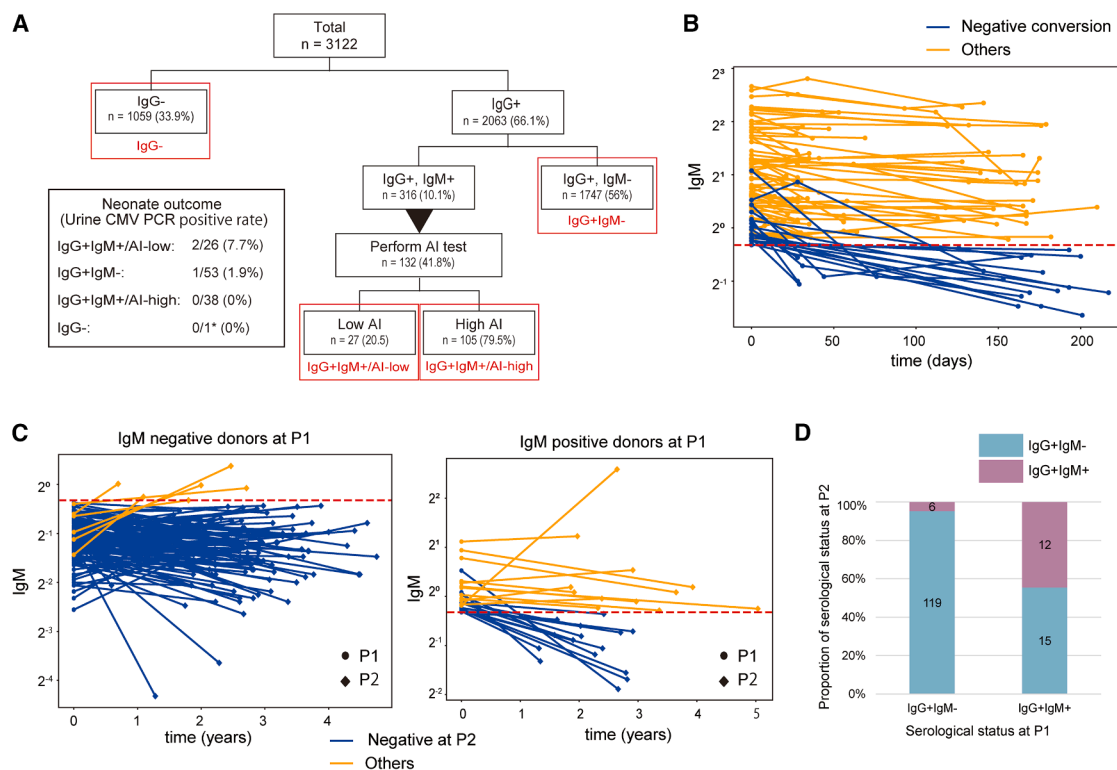 A
Total
n = 3122
IgG-
n = 1059 (33.9%)
IgG-
IgG+
n = 2063 (66.1%)
IgG+, IgM+
n = 316 (10.1%)
IgG+, IgM-
n = 1747 (56%)
IgG+IgM-
Perform AI test
n = 132 (41.8%)
Low AI
n = 27 (20.5)
IgG+IgM+/AI-low
High AI
n = 105 (79.5%)
IgG+IgM+/AI-high
Neonate outcome
(Urine CMV PCR positive rate)
IgG+IgM+/AI-low: 2/26 (7.7%)
IgG+IgM-: 1/53 (1.9%)
IgG+IgM+/AI-high: 0/38 (0%)
IgG-: 0/1* (0%)
B
Negative conversion
Others
IgM
2³
2²
2¹
2⁰
2⁻¹
0 50 100 150 200
time (days)
C
IgM negative donors at P1
IgM
2⁰
2⁻¹
2⁻²
2⁻³
2⁻⁴
P1
P2
0 1 2 3 4
time (years)
IgM positive donors at P1
IgM
2²
2¹
2⁰
2⁻¹
2⁻²
P1
P2
0 1 2 3 4 5
time (years)
Negative at P2
Others
D
IgG+IgM-
IgG+IgM+
Proportion of serological status at P2
100%
80%
60%
40%
20%
0%
6
119
12
15
IgG+IgM- IgG+IgM+
Serological status at P1